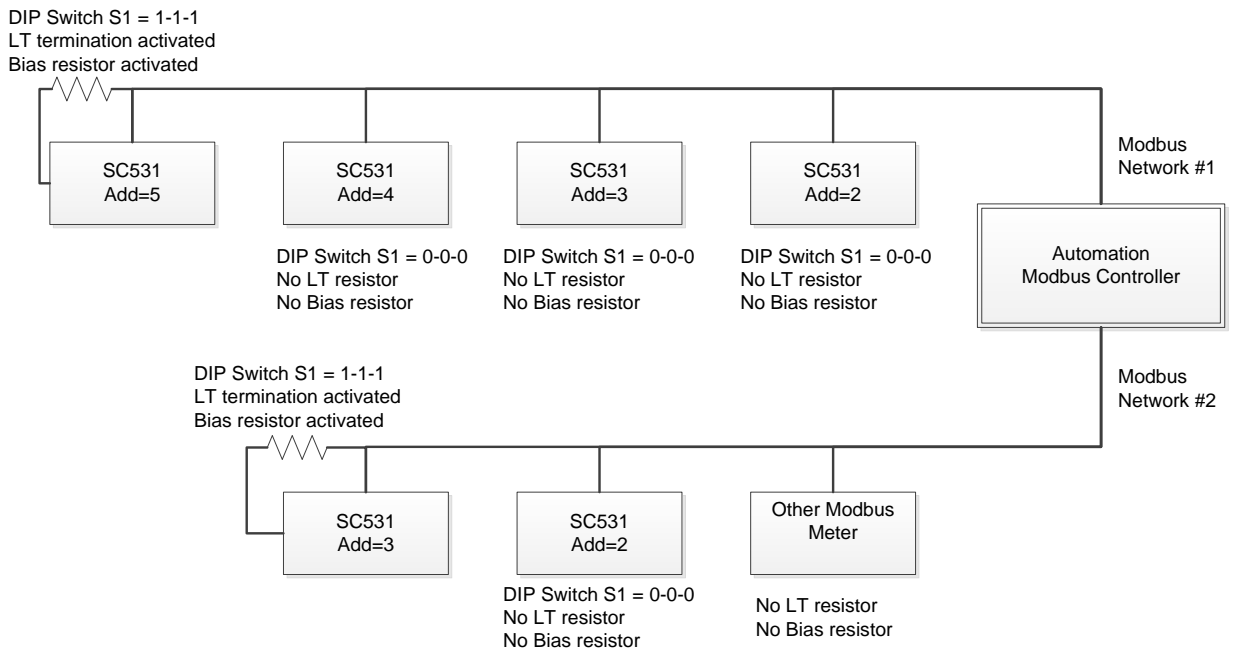 DIP Switch S1 = 1-1-1
LT termination activated
Bias resistor activated
SC531
Add=5
SC531
Add=4
SC531
Add=3
SC531
Add=2
Modbus
Network #1
DIP Switch S1 = 0-0-0
No LT resistor
No Bias resistor
DIP Switch S1 = 0-0-0
No LT resistor
No Bias resistor
DIP Switch S1 = 0-0-0
No LT resistor
No Bias resistor
Automation
Modbus Controller
DIP Switch S1 = 1-1-1
LT termination activated
Bias resistor activated
Modbus
Network #2
SC531
Add=3
SC531
Add=2
Other Modbus
Meter
DIP Switch S1 = 0-0-0
No LT resistor
No Bias resistor
No LT resistor
No Bias resistor